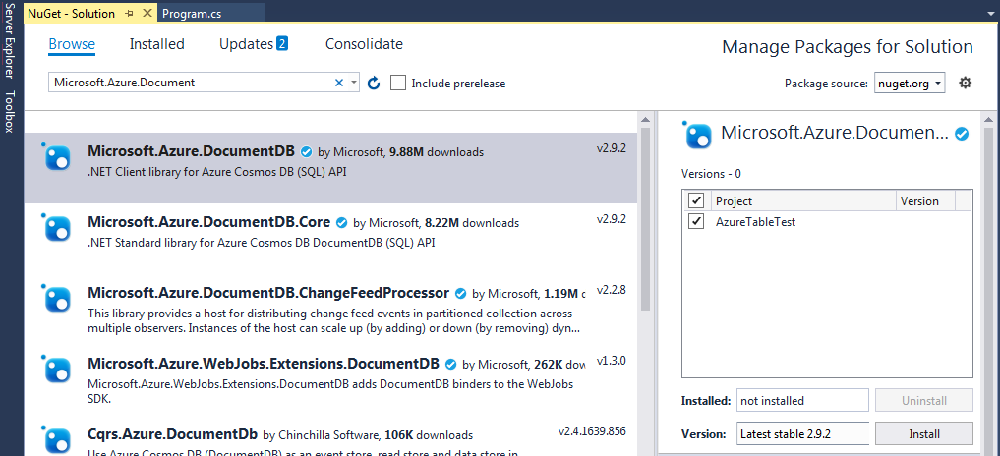 Server Explorer
Toolbox
NuGet - Solution
Program.cs
Browse Installed Updates 2 Consolidate
Manage Packages for Solution
Microsoft.Azure.Document
Include prerelease
Package source: nuget.org
Microsoft.Azure.DocumentDB by Microsoft, 9.88M downloads v2.9.2
.NET Client library for Azure Cosmos DB (SQL) API
Microsoft.Azure.DocumentDB.Core by Microsoft, 8.22M downloads v2.9.2
.NET Standard library for Azure Cosmos DB DocumentDB (SQL) API
Microsoft.Azure.DocumentDB.ChangeFeedProcessor by Microsoft, 1.19M v2.2.8
This library provides a host for distributing change feed events in partitioned collection across
multiple observers. Instances of the host can scale up (by adding) or down (by removing) dyn...
Microsoft.Azure.WebJobs.Extensions.DocumentDB by Microsoft, 262K dow v1.3.0
Microsoft.Azure.WebJobs.Extensions.DocumentDB adds DocumentDB binders to the WebJobs
SDK.
Cqrs.Azure.DocumentDb by Chinchilla Software, 106K downloads v2.4.1639.856
Use Azure Cosmos DB (DocumentDB) as an event store, read store and data store in
Microsoft.Azure.Documen...
Versions - 0
Project Version
AzureTableTest
Installed: not installed Uninstall
Version: Latest stable 2.9.2 Install